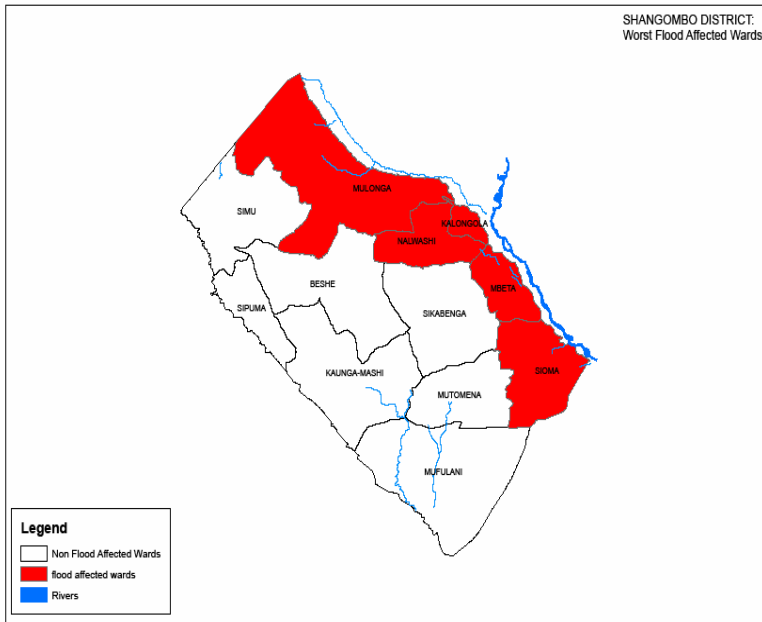 SHANGOMBO DISTRICT:
Worst Flood Affected Wards
MULONGA
SIMU
KALONGOLA
NAUWASHI
BESHE
MBETA
SIPUMA
SIKABENGA
KAUNGA-MASHI
SIOMA
MUTOMENA
MUFULANI
Legend
Non Flood Affected Wards
flood affected wards
Rivers